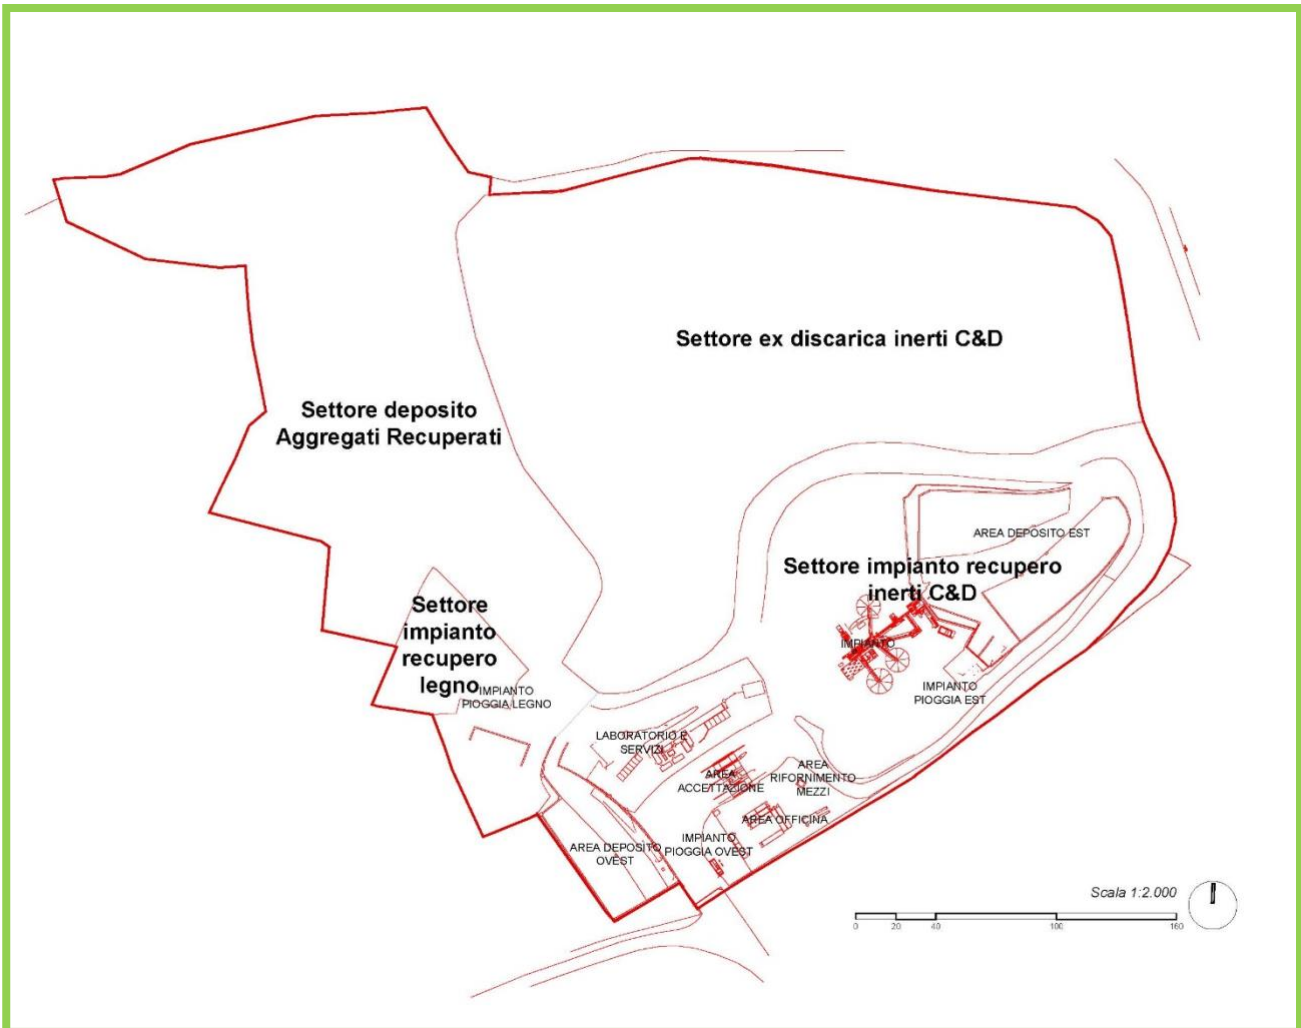 Settore ex discarica inerti C&D
Settore deposito
Aggregati Recuperati
AREA DEPOSITO EST
Settore impianto recupero
inerti C&D
Settore
impianto
recupero
legno
IMPIANTO
IMPIANTO
PIOGGIA LEGNO
IMPIANTO
PIOGGIA EST
LABORATORIO E
SERVIZI
AREA
ACCETTAZIONE
AREA
RIFORNIMENTO
MEZZI
AREA OFFICINA
AREA DEPOSITO
OVEST
IMPIANTO
PIOGGIA OVEST
Scala 1:2.000
0 20 40 100 160